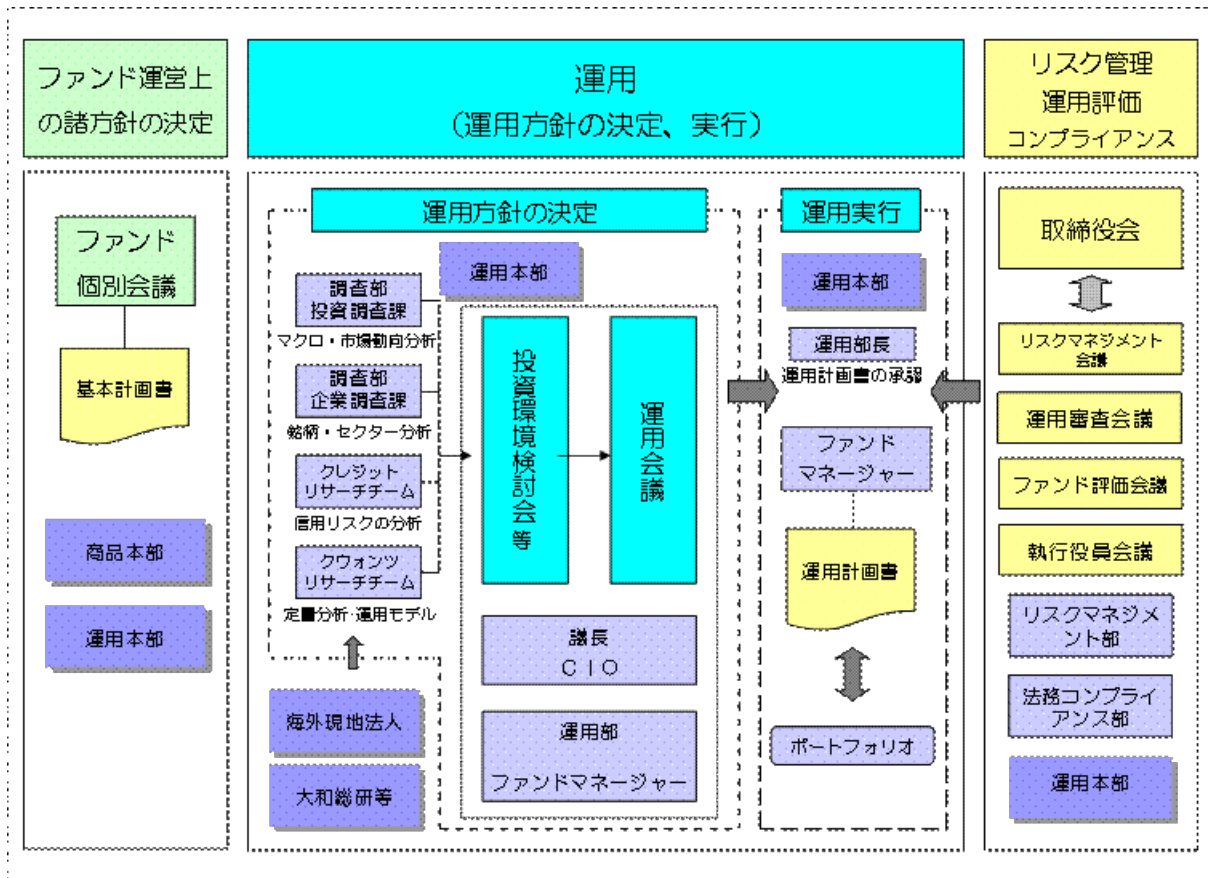 ファンド運営上
の諸方針の決定
ファンド
個別会議
基本計画書
商品本部
運用本部
運用
(運用方針の決定、実行)
運用方針の決定
運用本部
調査部
投資調査課
マクロ・市場動向分析
調査部
企業調査課
銘柄・セクター分析
クレジット
リサーチチーム
信用リスクの分析
クウォンツ
リサーチチーム
定量分析・運用モデル
海外現地法人
大和総研等
投資環境検討会等
運用会議
議長
CIO
運用部
ファンドマネージャー
運用実行
運用本部
運用部長
運用計画書の承認
ファンド
マネージャー
運用計画書
ポートフォリオ
リスク管理
運用評価
コンプライアンス
取締役会
リスクマネジメント
会議
運用審査会議
ファンド評価会議
執行役員会議
リスクマネジメ
ント部
法務コンプライ
アンス部
運用本部